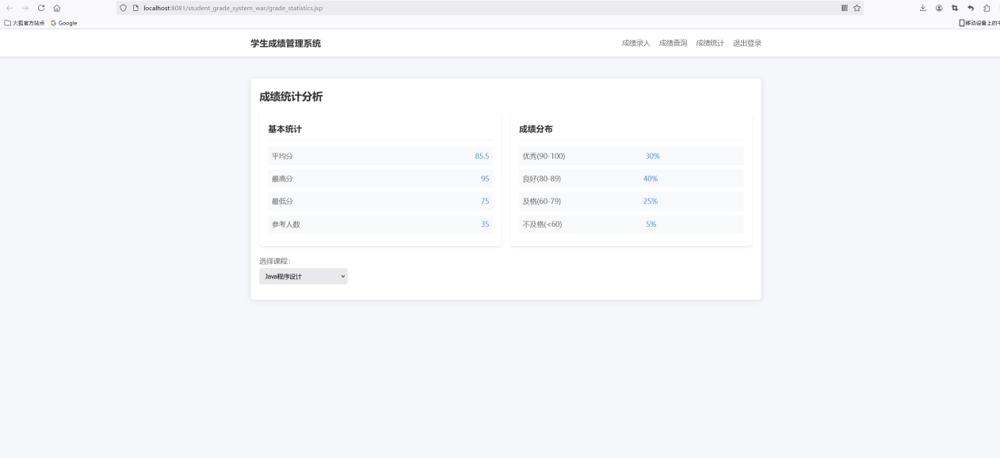 localhost:8081/student_grade_system_war/grade_statistics.jsp
火狐官方站点 Google 移动设备上的书
学生成绩管理系统 成绩录入 成绩查询 成绩统计 退出登录
成绩统计分析
基本统计
平均分 85.5
最高分 95
最低分 75
参考人数 35
成绩分布
优秀(90-100) 30%
良好(80-89) 40%
及格(60-79) 25%
不及格(<60) 5%
选择课程:
Java程序设计